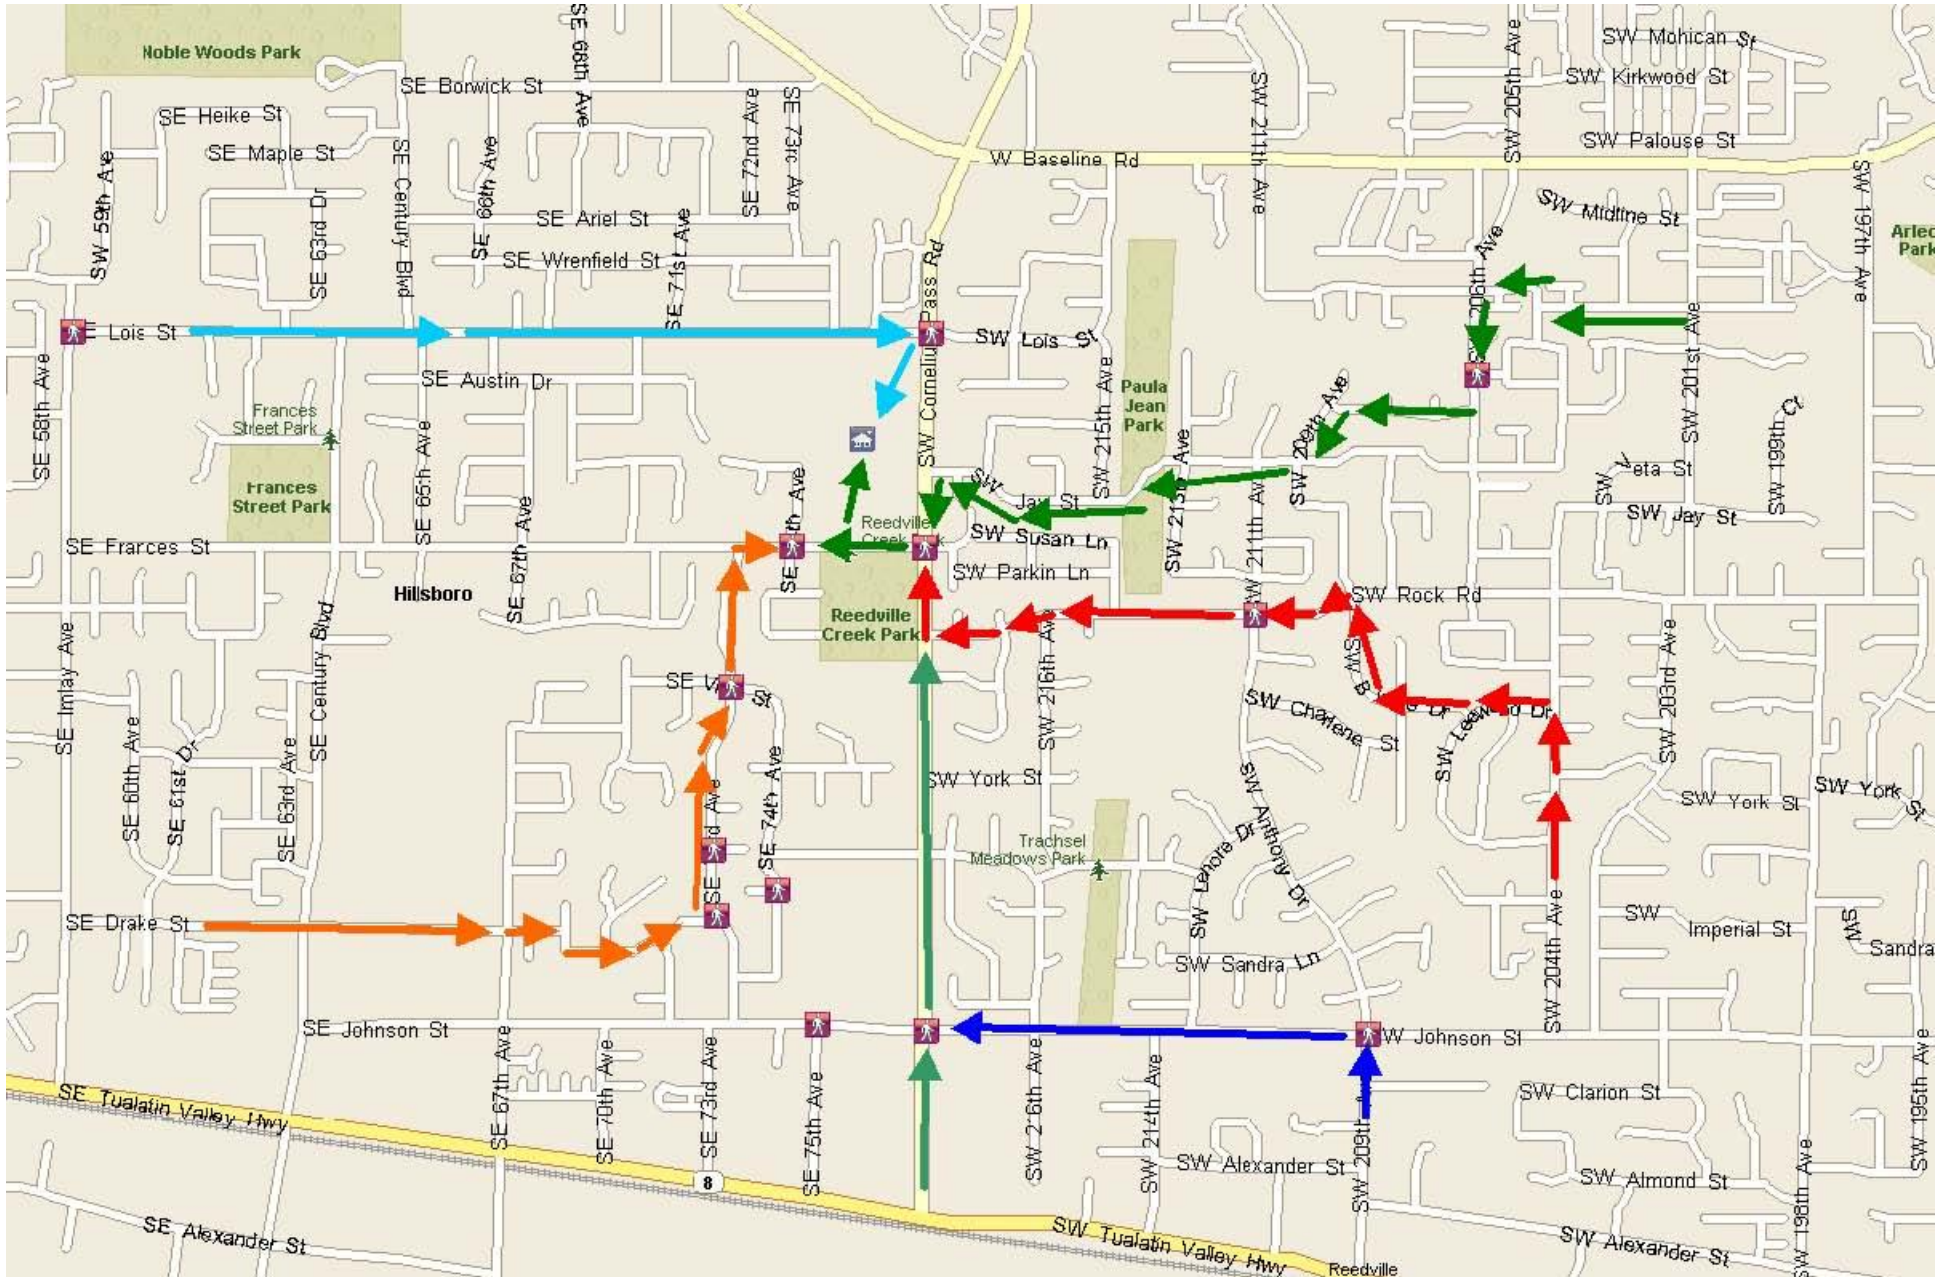 Noble Woods Park
SE 68th Ave
SW Mohican St
SW Kirkwood St
SE Borwick St
SW 205th Ave
SW Palouse St
SE Heike St
SE Maple St
SE 72nd Ave
SE 73rd Ave
SW 211th Ave
W Baseline Rd
SW 59th Ave
SE 63rd Dr
SE Century Blvd
SE 66th Ave
SE Ariel St
SE Wrenfield St
SE 71st Ave
SW Midline St
SW 197th Ave
Arlec
Park
SW Cornelius Pass Rd
206th Ave
E Lois St
SW Lois St
SE 58th Ave
SE Austin Dr
SW 215th Ave
Paula
Jean
Park
SW 209th Ave
SW 201st Ave
SW 199th Ct
Frances
Street Park
SE 65th Ave
Frances
Street Park
SE 67th Ave
SW Jay St
SW 213th Ave
SW 211th Ave
SW Yeta St
SW Jay St
SE Frances St
Reedville
SW Susan Ln
SW Parkin Ln
Hillsboro
SW Rock Rd
Reedville
Creek Park
SE Imlay Ave
SE Century Blvd
SW 216th Ave
SW 203rd Ave
SW Charlene St
SE 60th Ave
SE 61st Dr
SE 63rd Ave
SE 74th Ave
SW York St
SW Anthony Dr
SW York St
SW York St
Trachsel
Meadows Park
SW Lenore Dr
SE Drake St
SW 204th Ave
SW Imperial St
SW Sandra
SW Sandra Ln
SE Johnson St
W Johnson St
SE 67th Ave
SE 70th Ave
SE 73rd Ave
SE 75th Ave
SW 216th Ave
SW 214th Ave
SW 209th
SW Clarion St
SW 195th Ave
SE Tualatin Valley Hwy
8
SW Alexander St
SW Almond St
SW 198th Ave
SE Alexander St
SW Tualatin Valley Hwy
SW Alexander St
Reedville